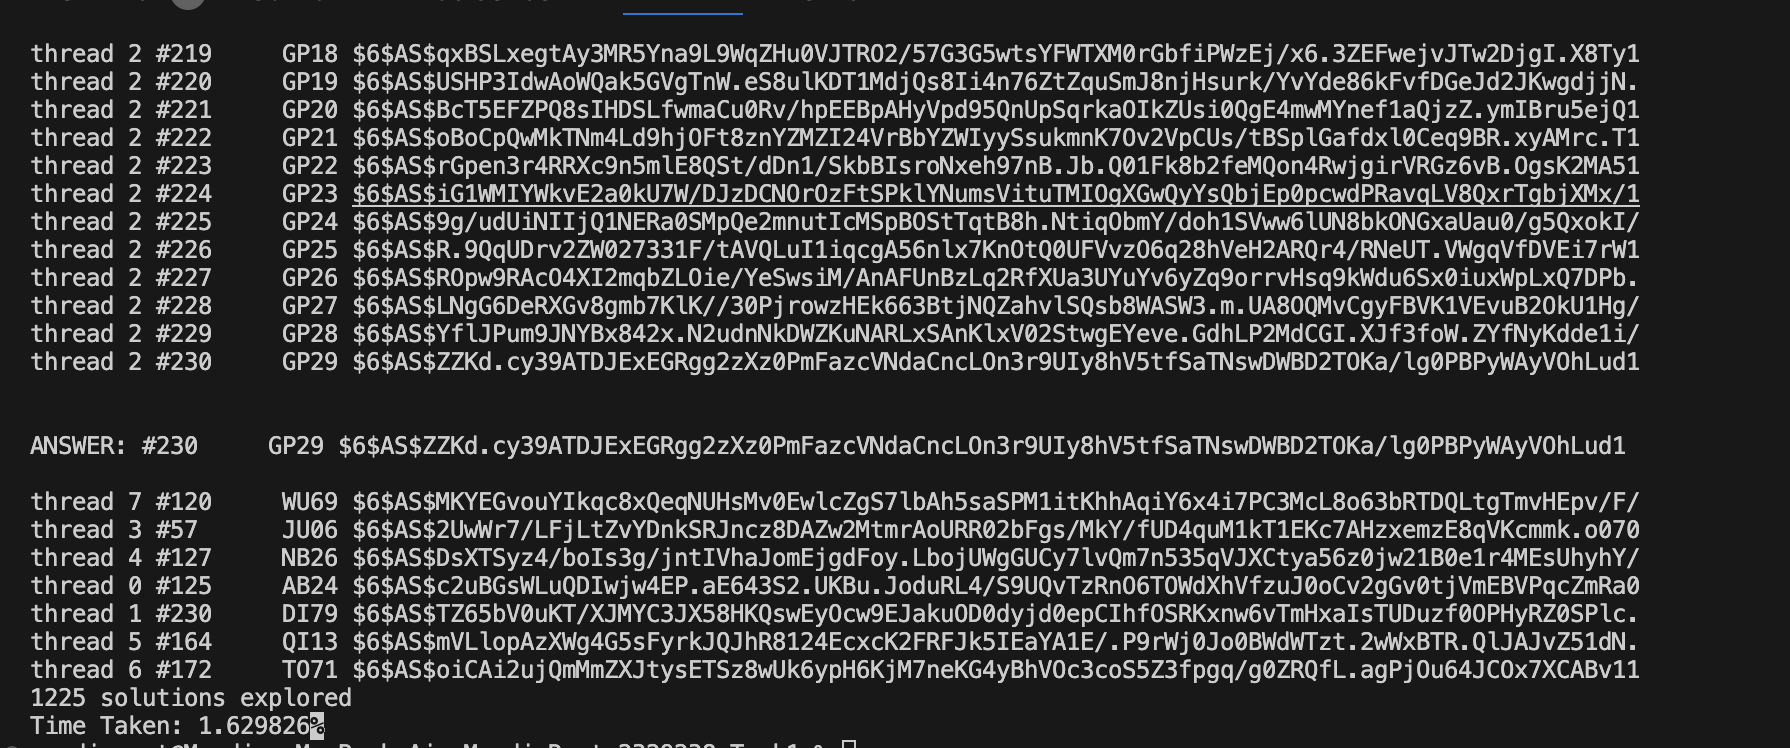 thread 2 #219     GP18 $6$AS$qxBSLxegtAy3MR5Yna9L9WqZHu0VJTRO2/57G3G5wtsYFWTXM0rGbfiPWzEj/x6.3ZEFwejvJTw2DjgI.X8Ty1
thread 2 #220     GP19 $6$AS$USHP3IdwAoWQak5GVgTnW.eS8ulKDT1MdjQs8Ii4n76ZtZquSmJ8njHsurk/YvYde86kFvfDGeJd2JKwgdjjN.
thread 2 #221     GP20 $6$AS$BcT5EFZPQ8sIHDSLfwmaCu0Rv/hpEEBpAHyVpd95QnUpSqrkaOIkZUsi0QgE4mwMYnef1aQjzZ.ymIBru5ejQ1
thread 2 #222     GP21 $6$AS$oBoCpQwMkTNm4Ld9hjOFt8znYZMZI24VrBbYZWIyySsukmnK7Ov2VpCUs/tBSplGafdxl0Ceq9BR.xyAMrc.T1
thread 2 #223     GP22 $6$AS$rGpen3r4RRXc9n5mlE8QSt/dDn1/SkbBIsroNxeh97nB.Jb.Q01Fk8b2feMQon4RwjgirVRGz6vB.OgsK2MA51
thread 2 #224     GP23 $6$AS$iG1WMIYWkvE2a0kU7W/DJzDCNOrOzFtSPklYNumsVituTMIOgXGwQyYsQbjEp0pcwdPRavqLV8QxrTgbjXMx/1
thread 2 #225     GP24 $6$AS$9g/udUiNIIjQ1NERa0SMpQe2mnutIcMSpBOStTqtB8h.NtiqObmY/doh1SVww6lUN8bkONGxaUau0/g5QxokI/
thread 2 #226     GP25 $6$AS$R.9QqUDrv2ZW027331F/tAVQLuI1iqcgA56nlx7KnOtQ0UFVvzO6q28hVeH2ARQr4/RNeUT.VWgqVfDVEi7rW1
thread 2 #227     GP26 $6$AS$ROpw9RAcO4XI2mqbZLOie/YeSwsiM/AnAFUnBzLq2RfXUa3UYuYv6yZq9orrvHsq9kWdu6Sx0iuxWpLxQ7DPb.
thread 2 #228     GP27 $6$AS$LNgG6DeRXGv8gmb7KlK//30PjrowzHEk663BtjNQZahvlSQsb8WASW3.m.UA8OQMvCgyFBVK1VEvuB2OkU1Hg/
thread 2 #229     GP28 $6$AS$YflJPum9JNYBx842x.N2udnNkDWZKuNARLxSAnKlxV02StwgEYeve.GdhLP2MdCGI.XJf3foW.ZYfNyKdde1i/
thread 2 #230     GP29 $6$AS$ZZKd.cy39ATDJExEGRgg2zXz0PmFazcVNdaCncLOn3r9UIy8hV5tfSaTNswDWBD2TOKa/lg0PBPyWAyVOhLud1
ANSWER: #230     GP29 $6$AS$ZZKd.cy39ATDJExEGRgg2zXz0PmFazcVNdaCncLOn3r9UIy8hV5tfSaTNswDWBD2TOKa/lg0PBPyWAyVOhLud1
thread 7 #120     WU69 $6$AS$MKYEGvouYIkqc8xQeqNUHsMv0EwlcZgS7lbAh5saSPM1itKhhAqiY6x4i7PC3McL8o63bRTDQLtgTmvHEpv/F/
thread 3 #57     JU06 $6$AS$2UwWr7/LFjLtZvYDnkSRJncz8DAZw2MtmrAoURR02bFgs/MkY/fUD4quM1kT1EKc7AHzxemzE8qVKcmmk.o070
thread 4 #127     NB26 $6$AS$DsXTSyz4/boIs3g/jntIVhaJomEjgdFoy.LbojUWgGUCy7lvQm7n535qVJXCtya56z0jw21B0e1r4MEsUhyhY/
thread 0 #125     AB24 $6$AS$c2uBGsWLuQDIwjw4EP.aE643S2.UKBu.JoduRL4/S9UQvTzRnO6TOWdXhVfzuJ0oCv2gGv0tjVmEBVPqcZmRa0
thread 1 #230     DI79 $6$AS$TZ65bV0uKT/XJMYC3JX58HKQswEyOcw9EJakuOD0dyjd0epCIhfOSRKxnw6vTmHxaIsTUDuzf0OPHyRZ0SPlc.
thread 5 #164     QI13 $6$AS$mVLlopAzXWg4G5sFyrkJQJhR8124EcxcK2FRFJk5IEaYA1E/.P9rWj0Jo0BWdWTzt.2wWxBTR.QlJAJvZ51dN.
thread 6 #172     TO71 $6$AS$oiCAi2ujQmMmZXJtysETSz8wUk6ypH6KjM7neKG4yBhVOc3coS5Z3fpgq/g0ZRQfL.agPjOu64JCOx7XCABv11
1225 solutions explored
Time Taken: 1.629826%